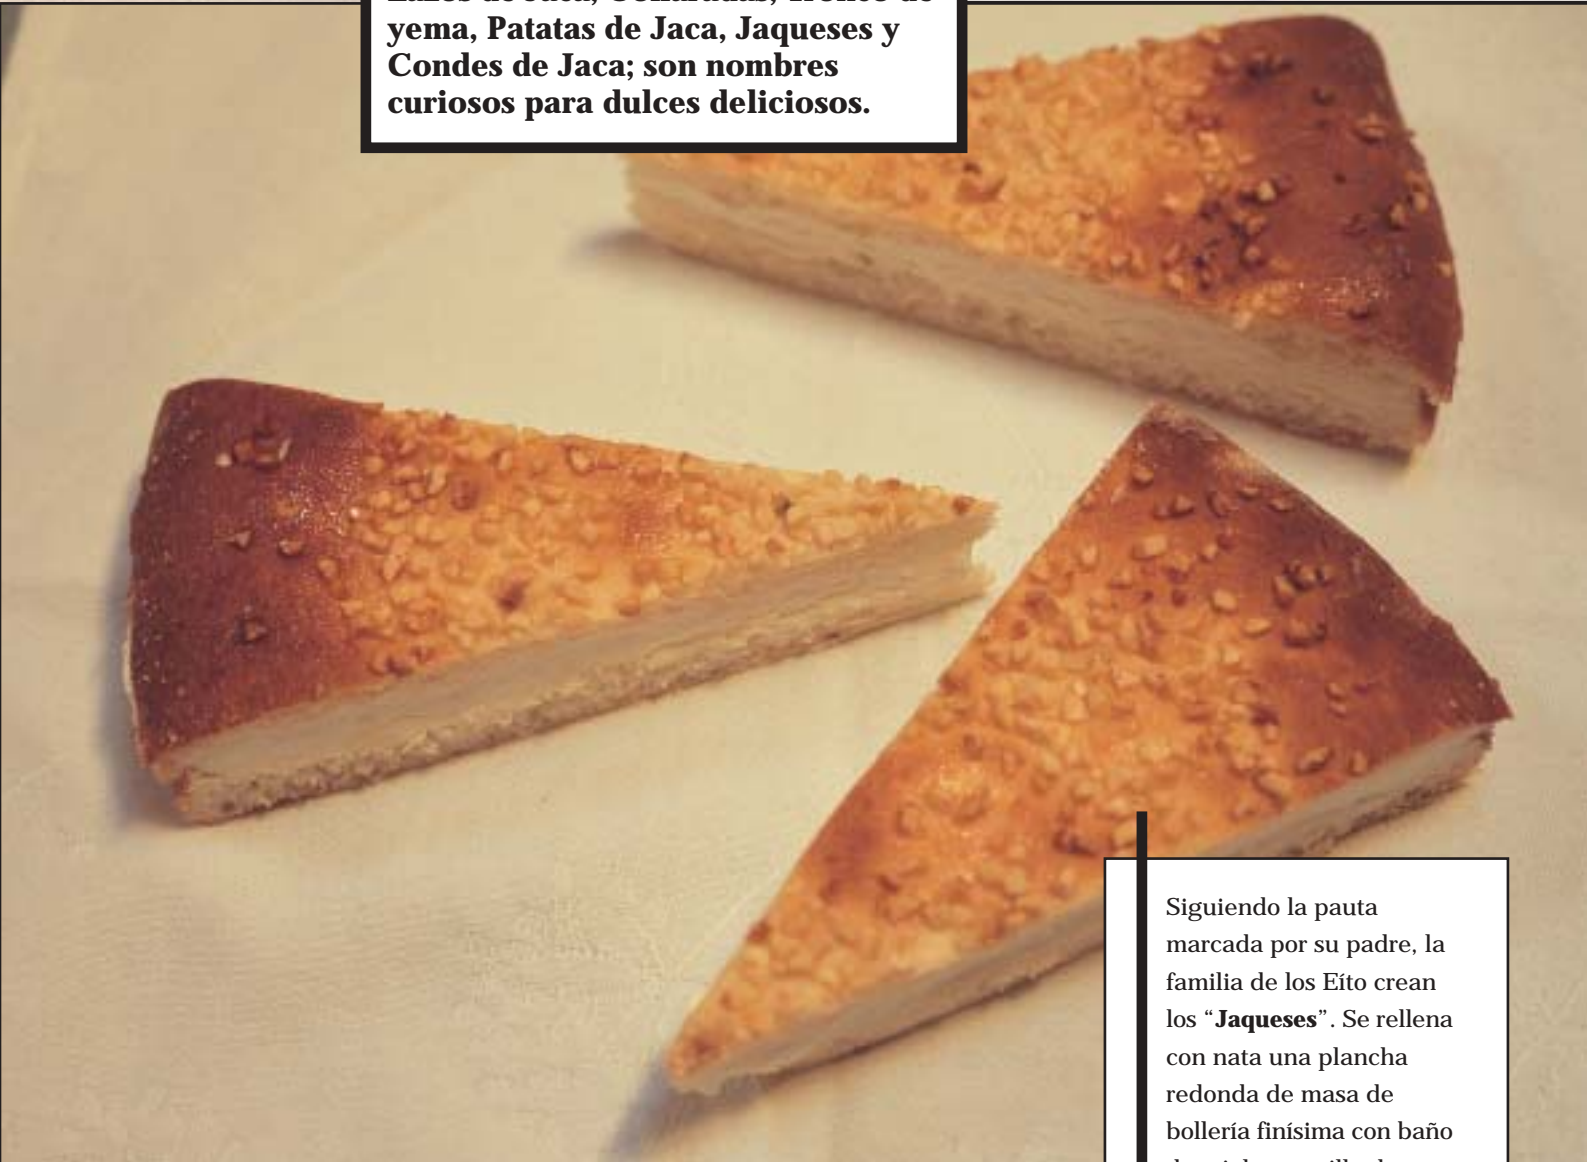 yema, Patatas de Jaca, Jaqueses y
Condes de Jaca; son nombres
curiosos para dulces deliciosos.
Siguiendo la pauta
marcada por su padre, la
familia de los Eíto crean
los “Jaqueses”. Se rellena
con nata una plancha
redonda de masa de
bollería finísima con baño